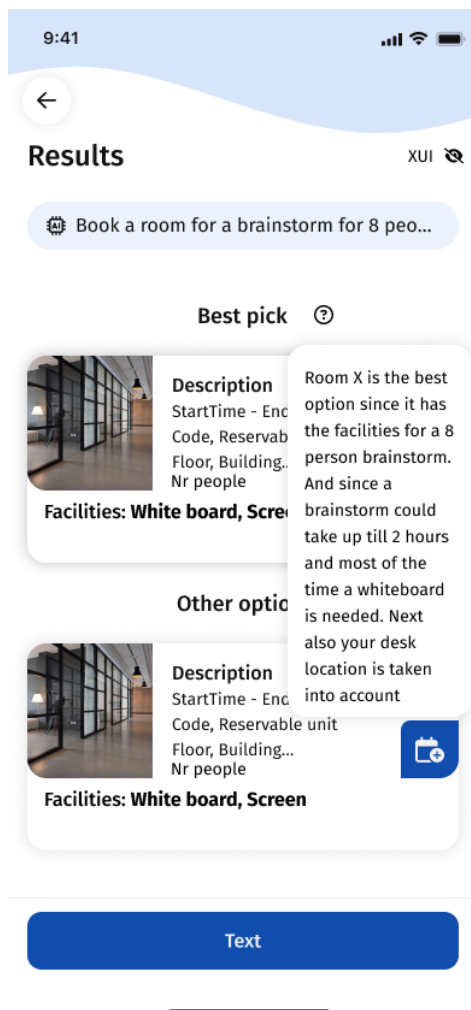 9:41
Results
XUI
AI
Book a room for a brainstorm for 8 peo...
Best pick
Description
StartTime - End
Code, Reservab
Floor, Building..
Nr people
Facilities: White board, Scree
Room X is the best
option since it has
the facilities for a 8
person brainstorm.
And since a
brainstorm could
take up till 2 hours
and most of the
time a whiteboard
is needed. Next
also your desk
location is taken
into account
Other optio
Description
StartTime - End
Code, Reservable unit
Floor, Building...
Nr people
Facilities: White board, Screen
Text